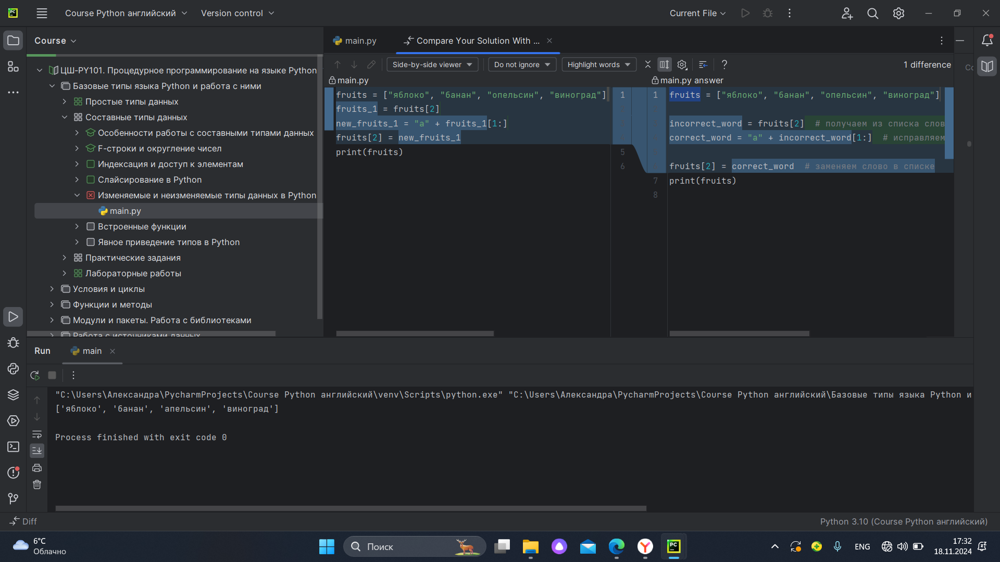 Course Python английский
Version control
Current File
Course
main.py
Compare Your Solution With ...
Side-by-side viewer
Do not ignore
Highlight words
?
1 difference
main.py
main.py answer
ЦШ-PY101. Процедурное программирование на языке Python
Базовые типы языка Python и работа с ними
Простые типы данных
Составные типы данных
Особенности работы с составными типами данных
F-строки и округление чисел
Индексация и доступ к элементам
Слайсирование в Python
Изменяемые и неизменяемые типы данных в Python
main.py
Встроенные функции
Явное приведение типов в Python
Практические задания
Лабораторные работы
Условия и циклы
Функции и методы
Модули и пакеты. Работа с библиотеками
Работа с источниками данных
fruits = ["яблоко", "банан", "опельсин", "виноград"]
fruits_1 = fruits[2]
new_fruits_1 = "а" + fruits_1[1:]
fruits[2] = new_fruits_1
print(fruits)
1
5
6
1
7
8
fruits = ["яблоко", "банан", "опельсин", "виноград"]
incorrect_word = fruits[2]  # получаем из списка слов
correct_word = "а" + incorrect_word[1:]  # исправляем
fruits[2] = correct_word  # заменяем слово в списке
print(fruits)
Run
main
"C:\Users\Александра\PycharmProjects\Course Python английский\venv\Scripts\python.exe" "C:\Users\Александра\PycharmProjects\Course Python английский\Базовые типы языка Python и
['яблоко', 'банан', 'апельсин', 'виноград']
Process finished with exit code 0
Diff
Python 3.10 (Course Python английский)
6°C
Облачно
Поиск
ENG
17:32
18.11.2024